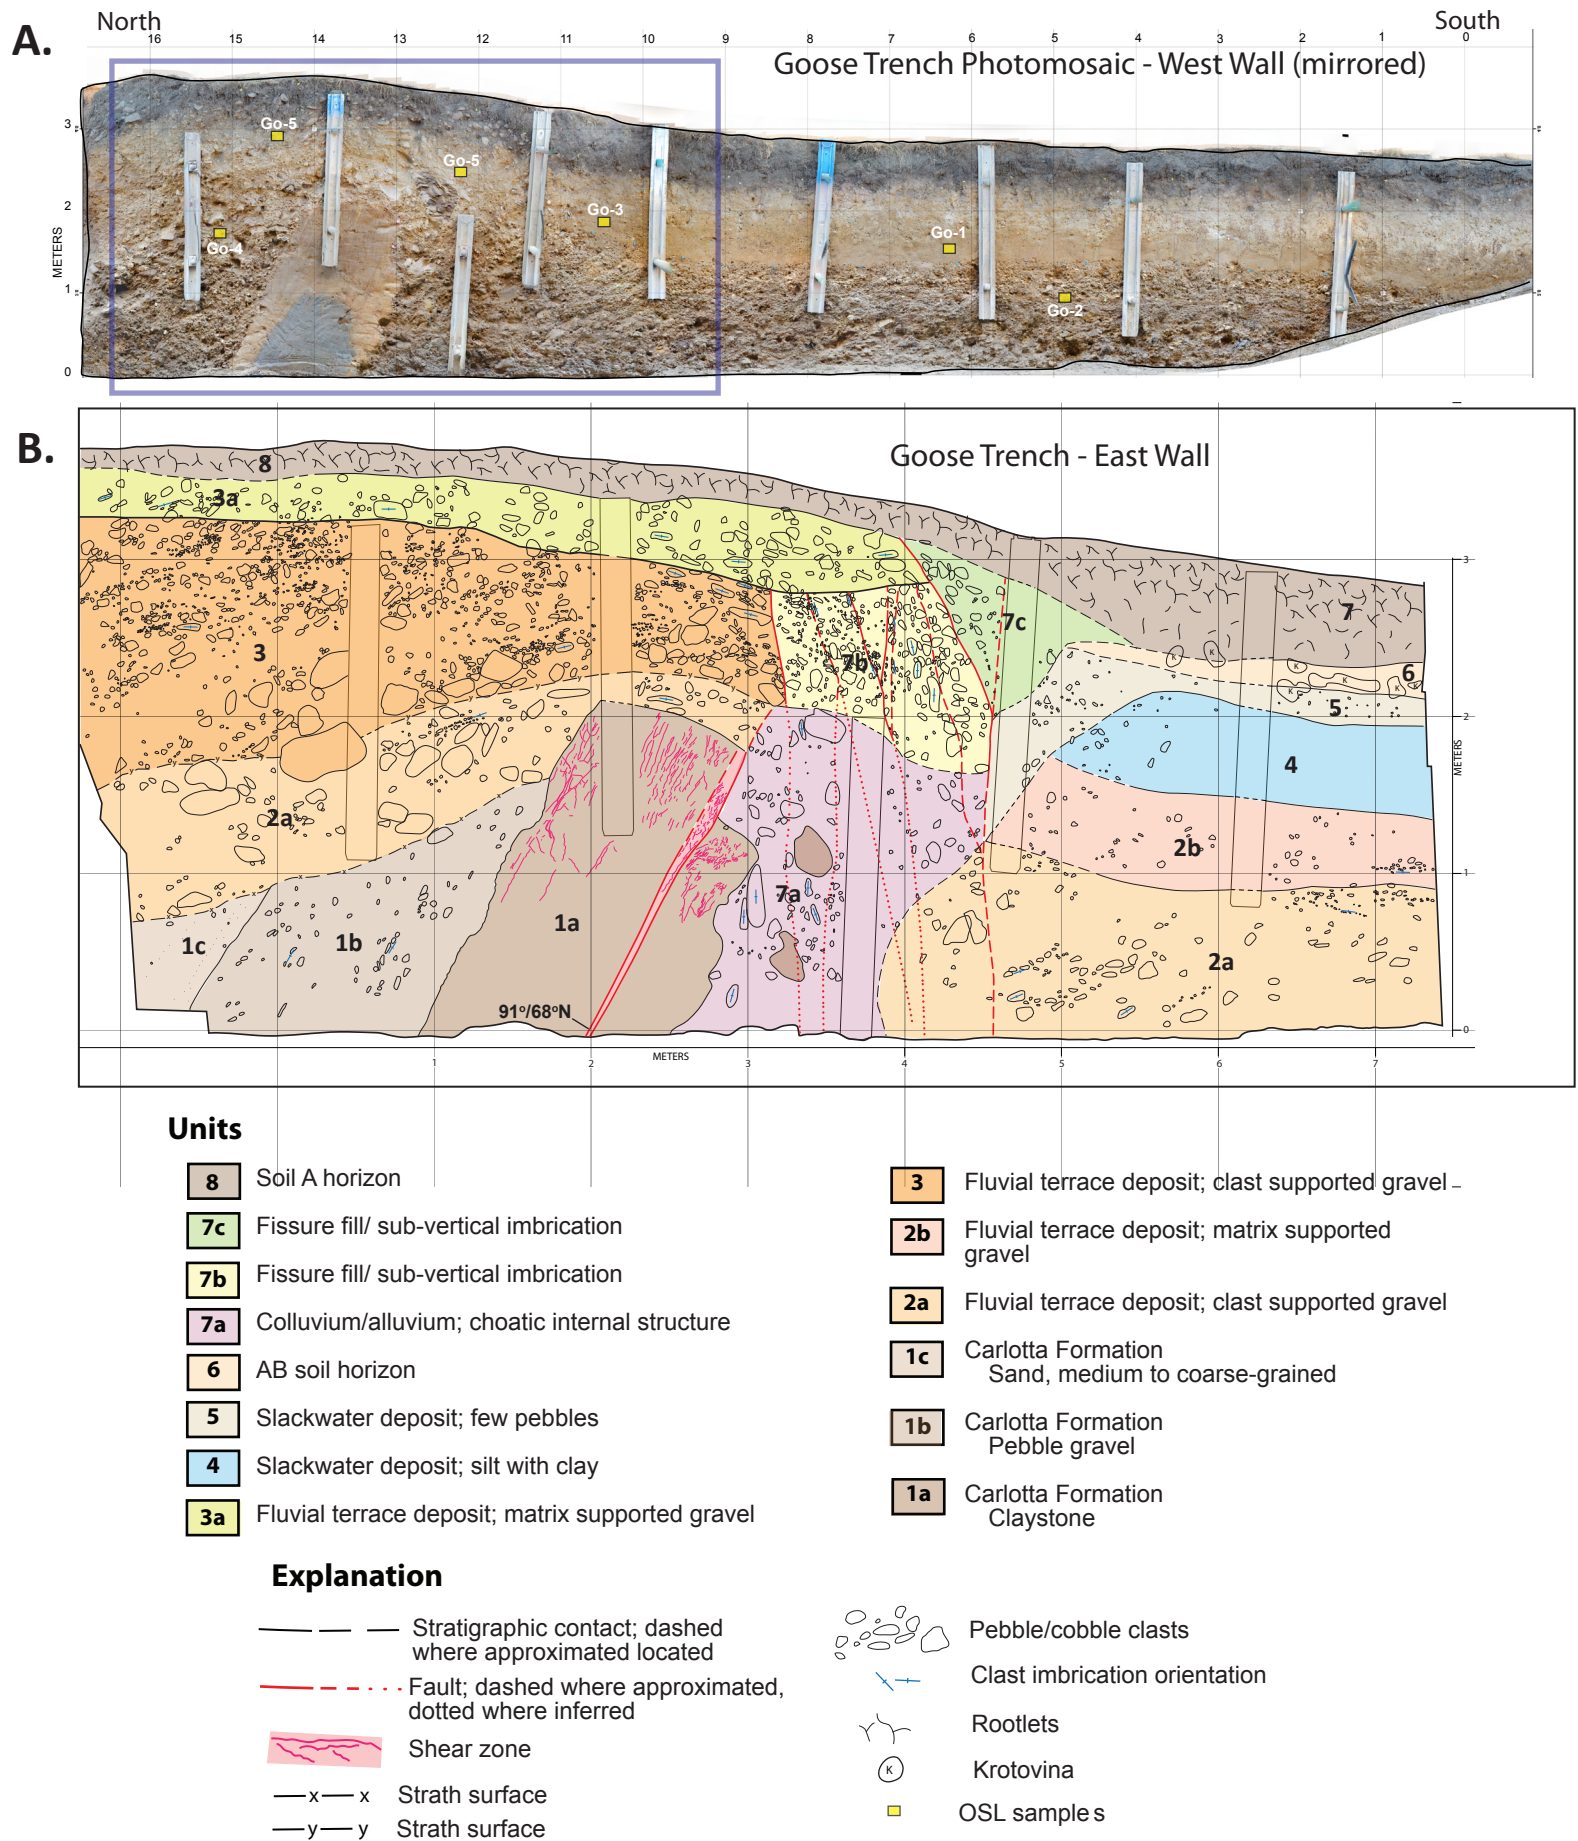 A.
North
South
16 15 14 13 12 11 10 9 8 7 6 5 4 3 2 1 0
Goose Trench Photomosaic - West Wall (mirrored)
3
2
1
0
METERS
Go-5
Go-5
Go-4
Go-3
Go-1
Go-2
B.
Goose Trench - East Wall
8
3a
3
2a
1c
1b
1a
7a
7b
7c
7
6
5
4
2b
2a
K K K K K K
91°/68°N
3
2
1
0
METERS
1 2 3 4 5 6 7
METERS
Units
8 Soil A horizon
7c Fissure fill/ sub-vertical imbrication
7b Fissure fill/ sub-vertical imbrication
7a Colluvium/alluvium; choatic internal structure
6 AB soil horizon
5 Slackwater deposit; few pebbles
4 Slackwater deposit; silt with clay
3a Fluvial terrace deposit; matrix supported gravel
3 Fluvial terrace deposit; clast supported gravel
2b Fluvial terrace deposit; matrix supported
gravel
2a Fluvial terrace deposit; clast supported gravel
1c Carlotta Formation
Sand, medium to coarse-grained
1b Carlotta Formation
Pebble gravel
1a Carlotta Formation
Claystone
Explanation
Stratigraphic contact; dashed
where approximated located
Fault; dashed where approximated,
dotted where inferred
Shear zone
x x Strath surface
y y Strath surface
Pebble/cobble clasts
Clast imbrication orientation
Rootlets
K Krotovina
OSL samples